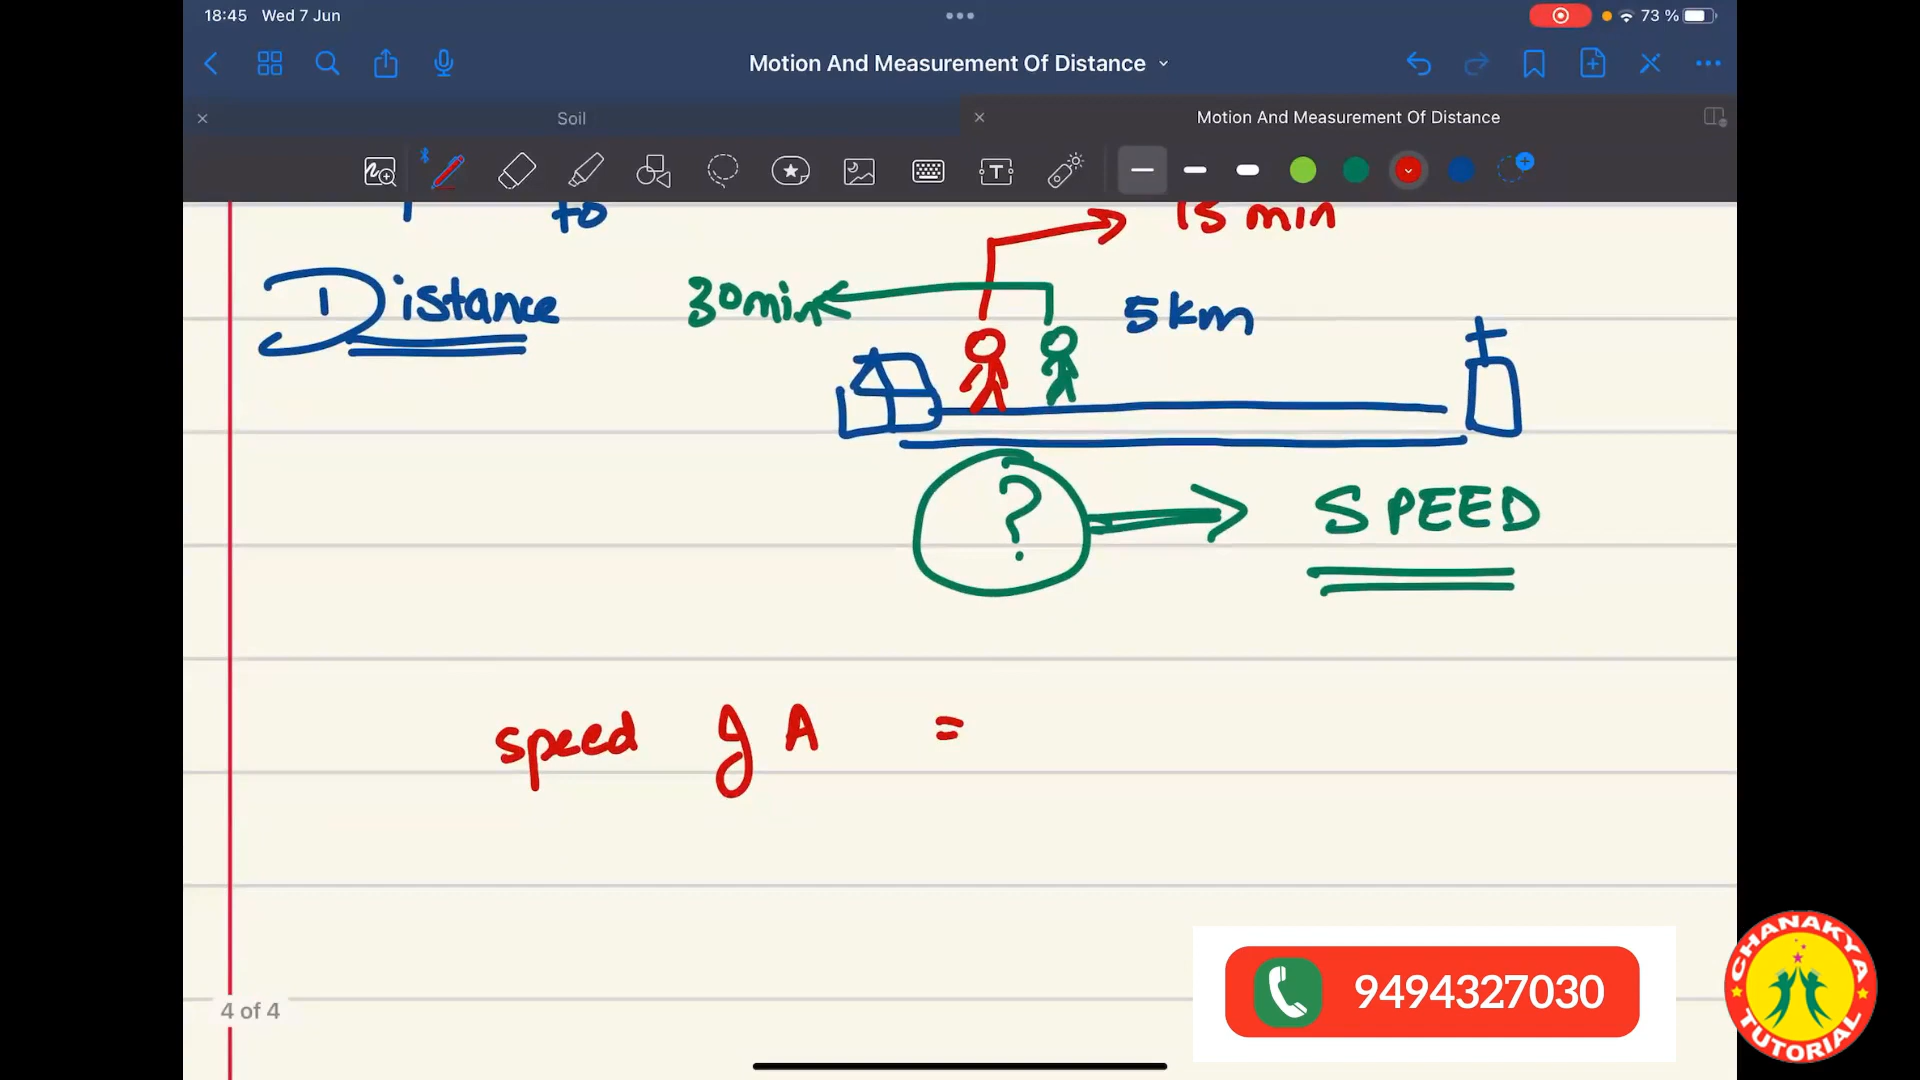 18:45 Wed 7 Jun
73 %
Motion And Measurement Of Distance
Soil
Motion And Measurement Of Distance
T
to
15 min
Distance
30min
5km
?
SPEED
speed of A =
4 of 4
9494327030
CHANAKYA
TUTORIAL